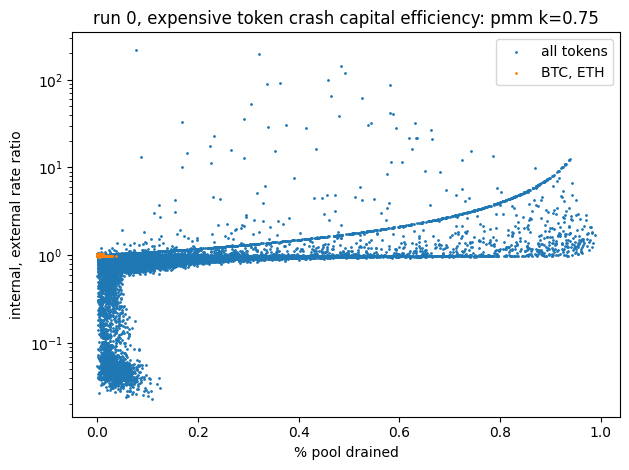 run 0, expensive token crash capital efficiency: pmm k=0.75
all tokens
BTC, ETH
internal, external rate ratio
10²
10¹
10⁰
10⁻¹
0.0 0.2 0.4 0.6 0.8 1.0
% pool drained